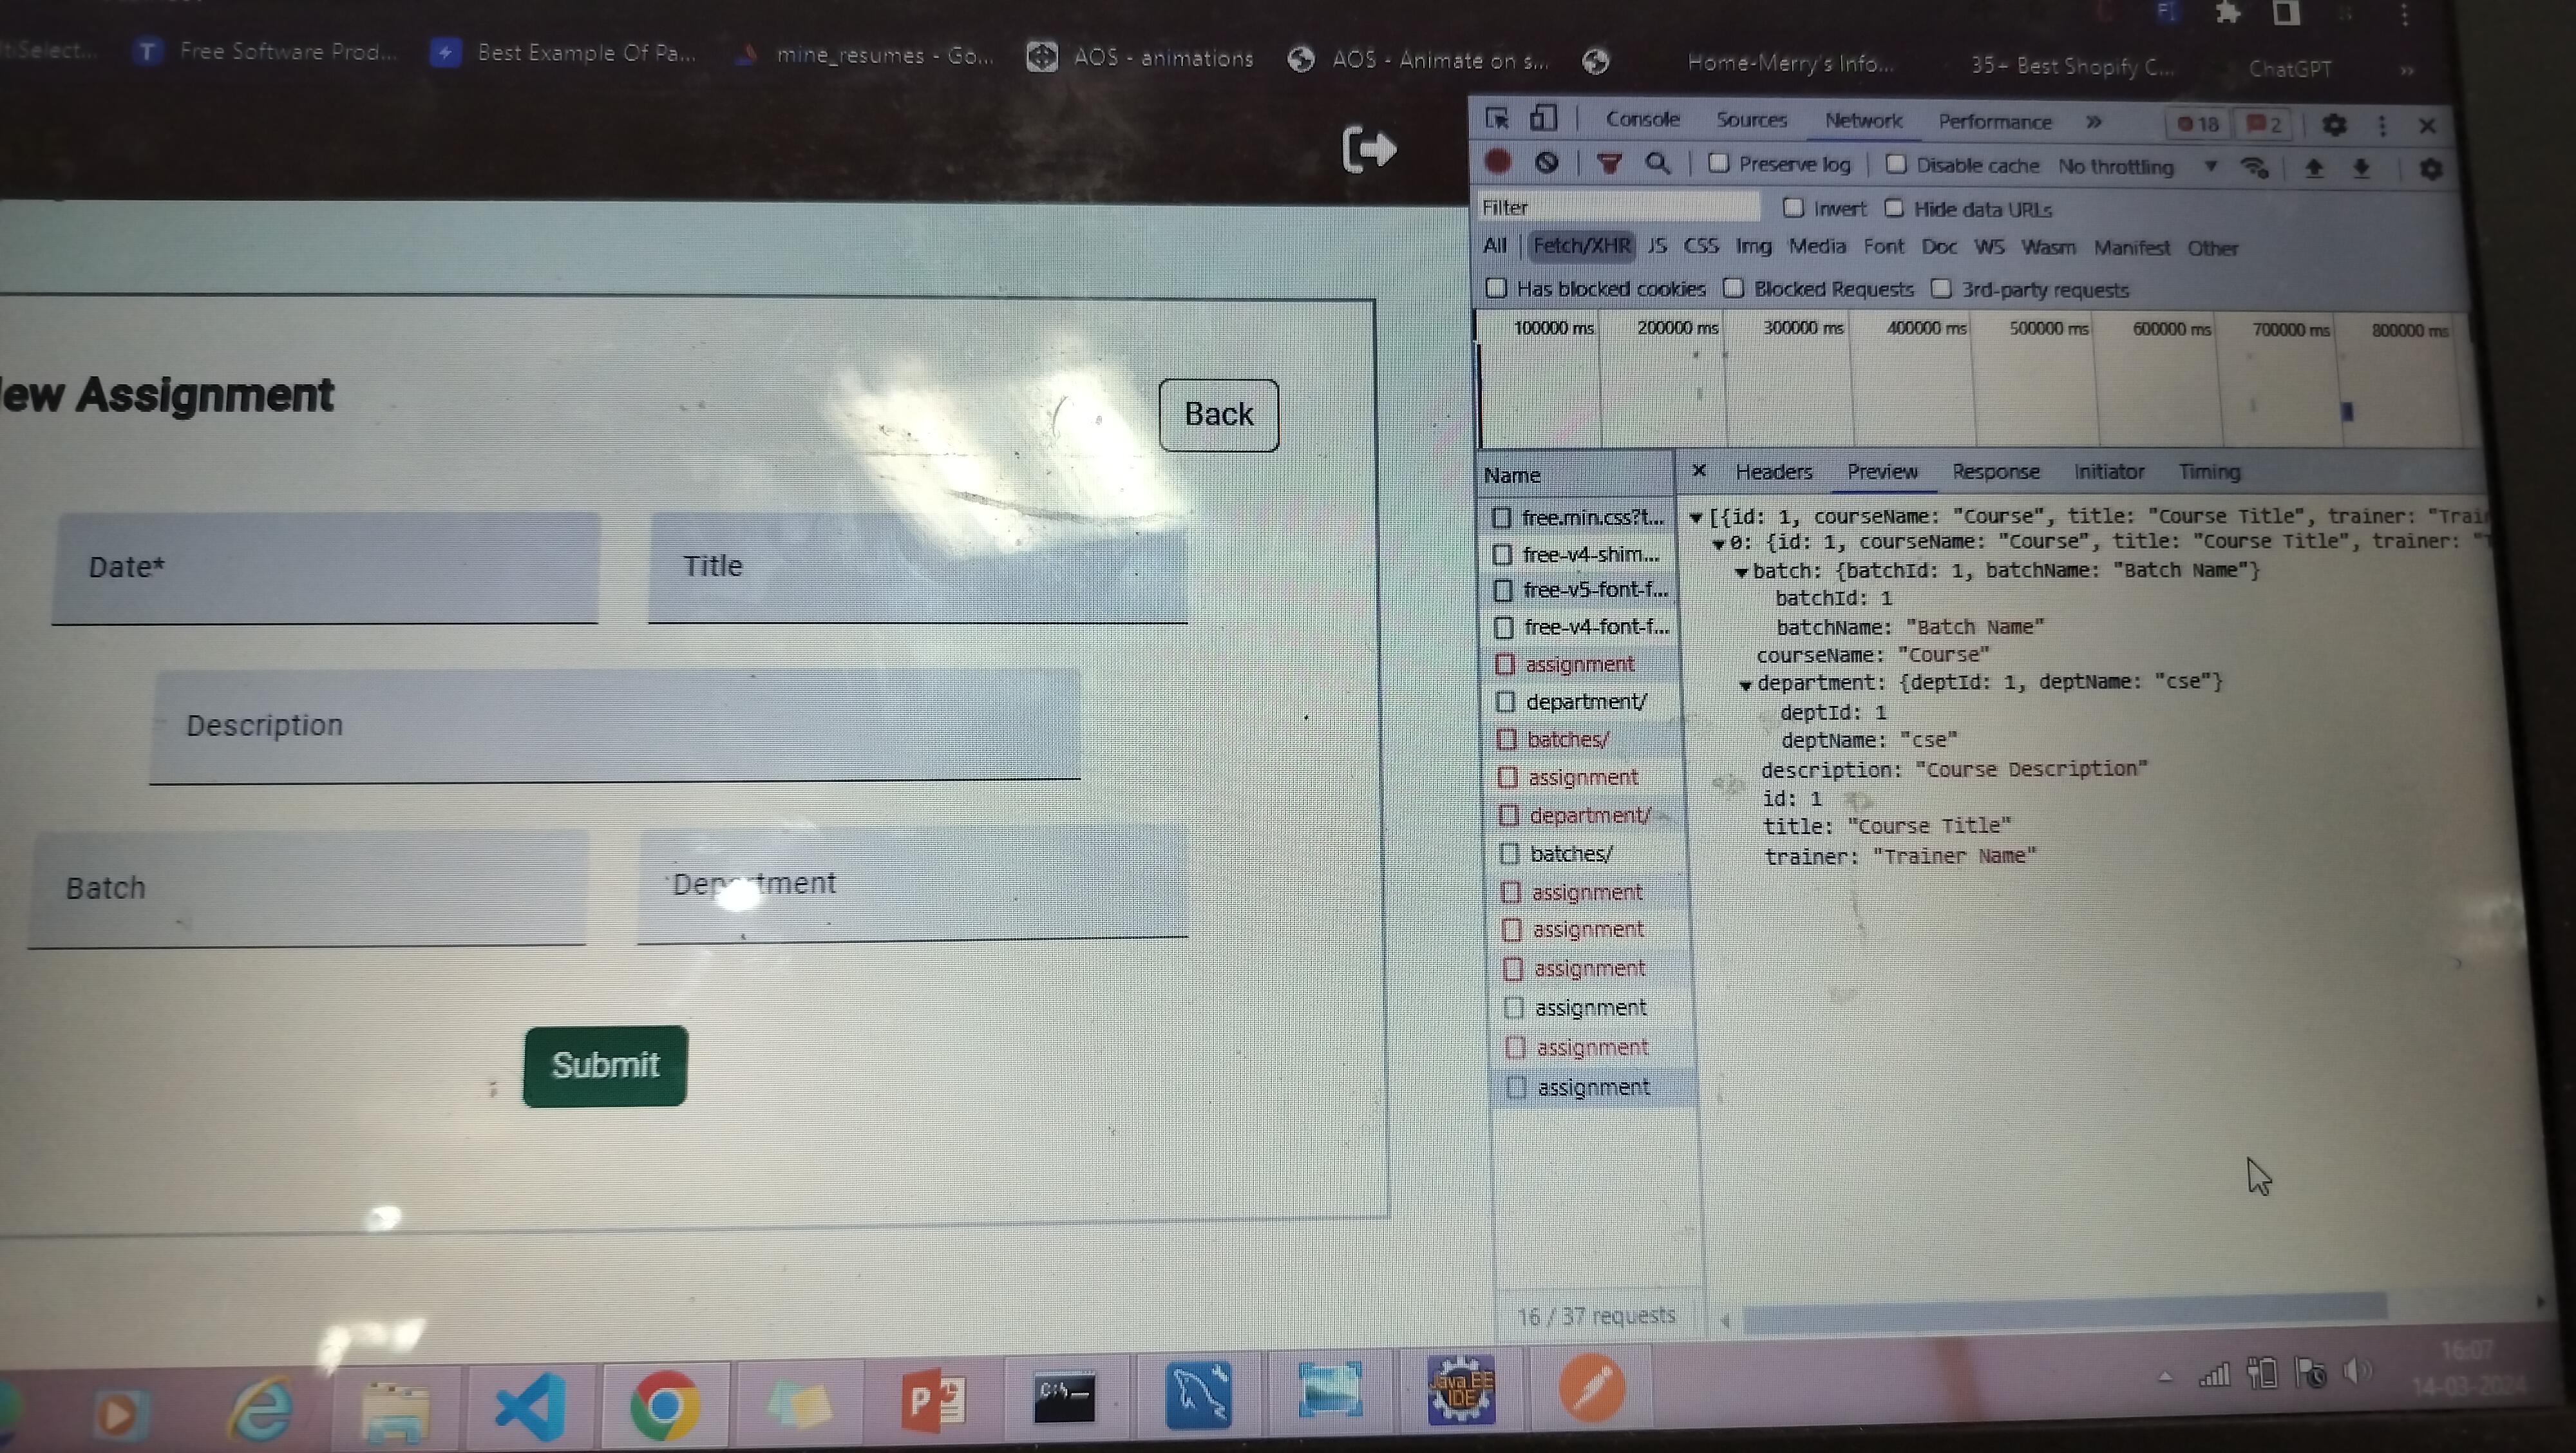 Free Software Prod... Best Example Of Pa... mine_resumes - Go... AOS - animations AOS - Animate on s... Home-Merry's Info... 35+ Best Shopify C... ChatGPT »
Console Sources Network Performance » 18 2
Preserve log Disable cache No throttling
Filter Invert Hide data URLs
All Fetch/XHR JS CSS Img Media Font Doc WS Wasm Manifest Other
Has blocked cookies Blocked Requests 3rd-party requests
100000 ms 200000 ms 300000 ms 400000 ms 500000 ms 600000 ms 700000 ms 800000 ms
ew Assignment
Back
Date*
Title
Description
Batch
Department
Submit
Name
free.min.css?t...
free-v4-shim...
free-v5-font-f...
free-v4-font-f...
assignment
department/
batches/
assignment
department/
batches/
assignment
assignment
assignment
assignment
assignment
assignment
16 / 37 requests
Headers Preview Response Initiator Timing
[{id: 1, courseName: "Course", title: "Course Title", trainer: "Trai
0: {id: 1, courseName: "Course", title: "Course Title", trainer: "T
batch: {batchId: 1, batchName: "Batch Name"}
batchId: 1
batchName: "Batch Name"
courseName: "Course"
department: {deptId: 1, deptName: "cse"}
deptId: 1
deptName: "cse"
description: "Course Description"
id: 1
title: "Course Title"
trainer: "Trainer Name"
C:\
Java EE
IDE
16:07
14-03-2024